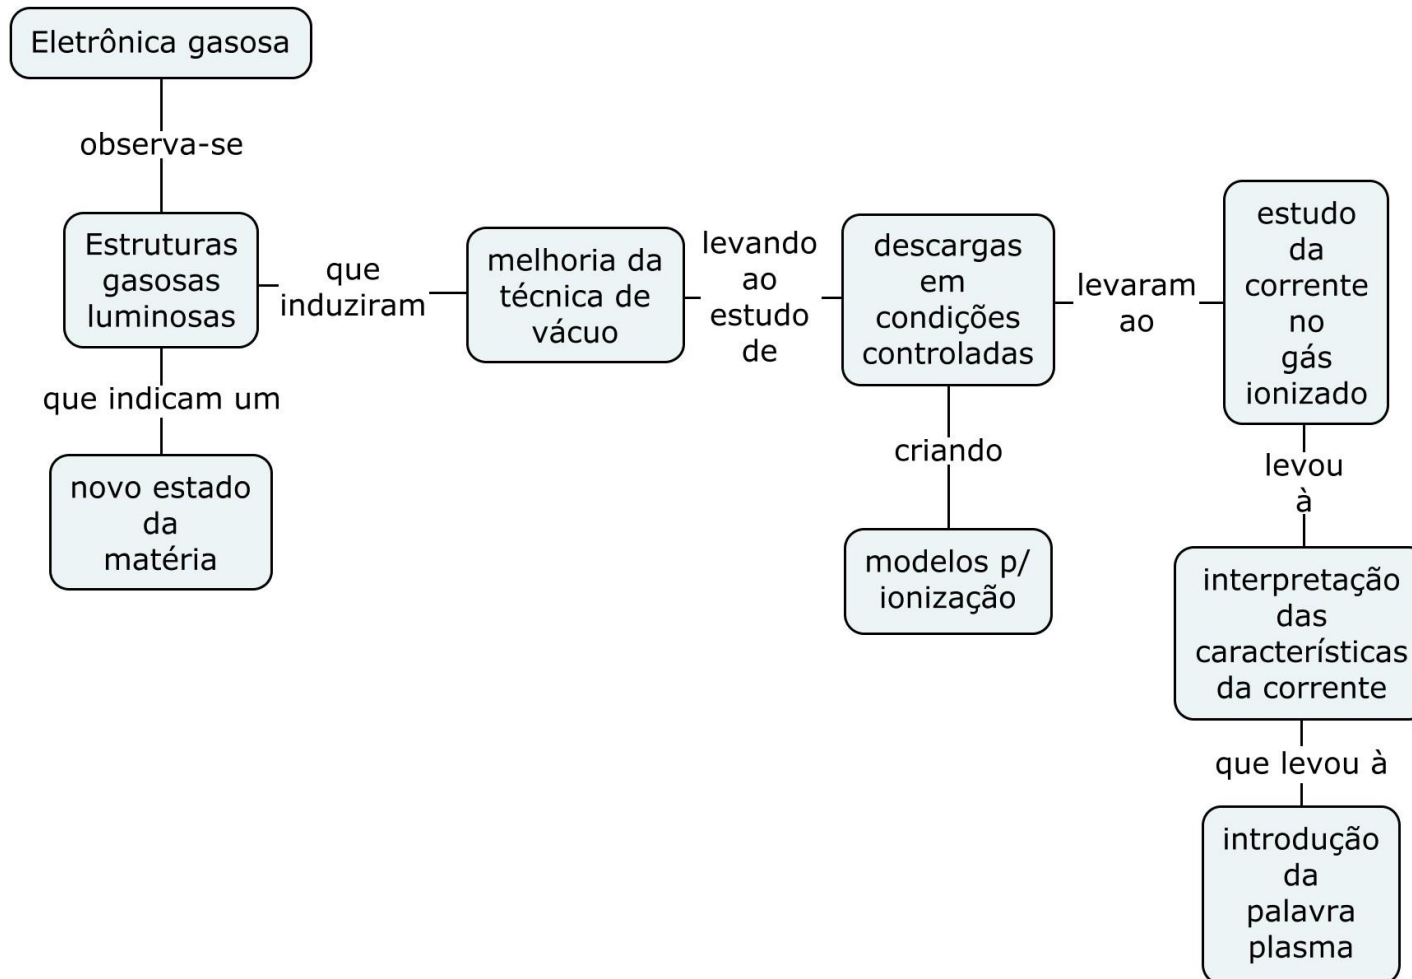 Eletrônica gasosa
observa-se
Estruturas
gasosas
luminosas
que indicam um
novo estado
da
matéria
que
induziram
melhoria da
técnica de
vácuo
levando
ao
estudo
de
descargas
em
condições
controladas
criando
modelos p/
ionização
levaram
ao
estudo
da
corrente
no
gás
ionizado
levou
à
interpretação
das
características
da corrente
que levou à
introdução
da
palavra
plasma